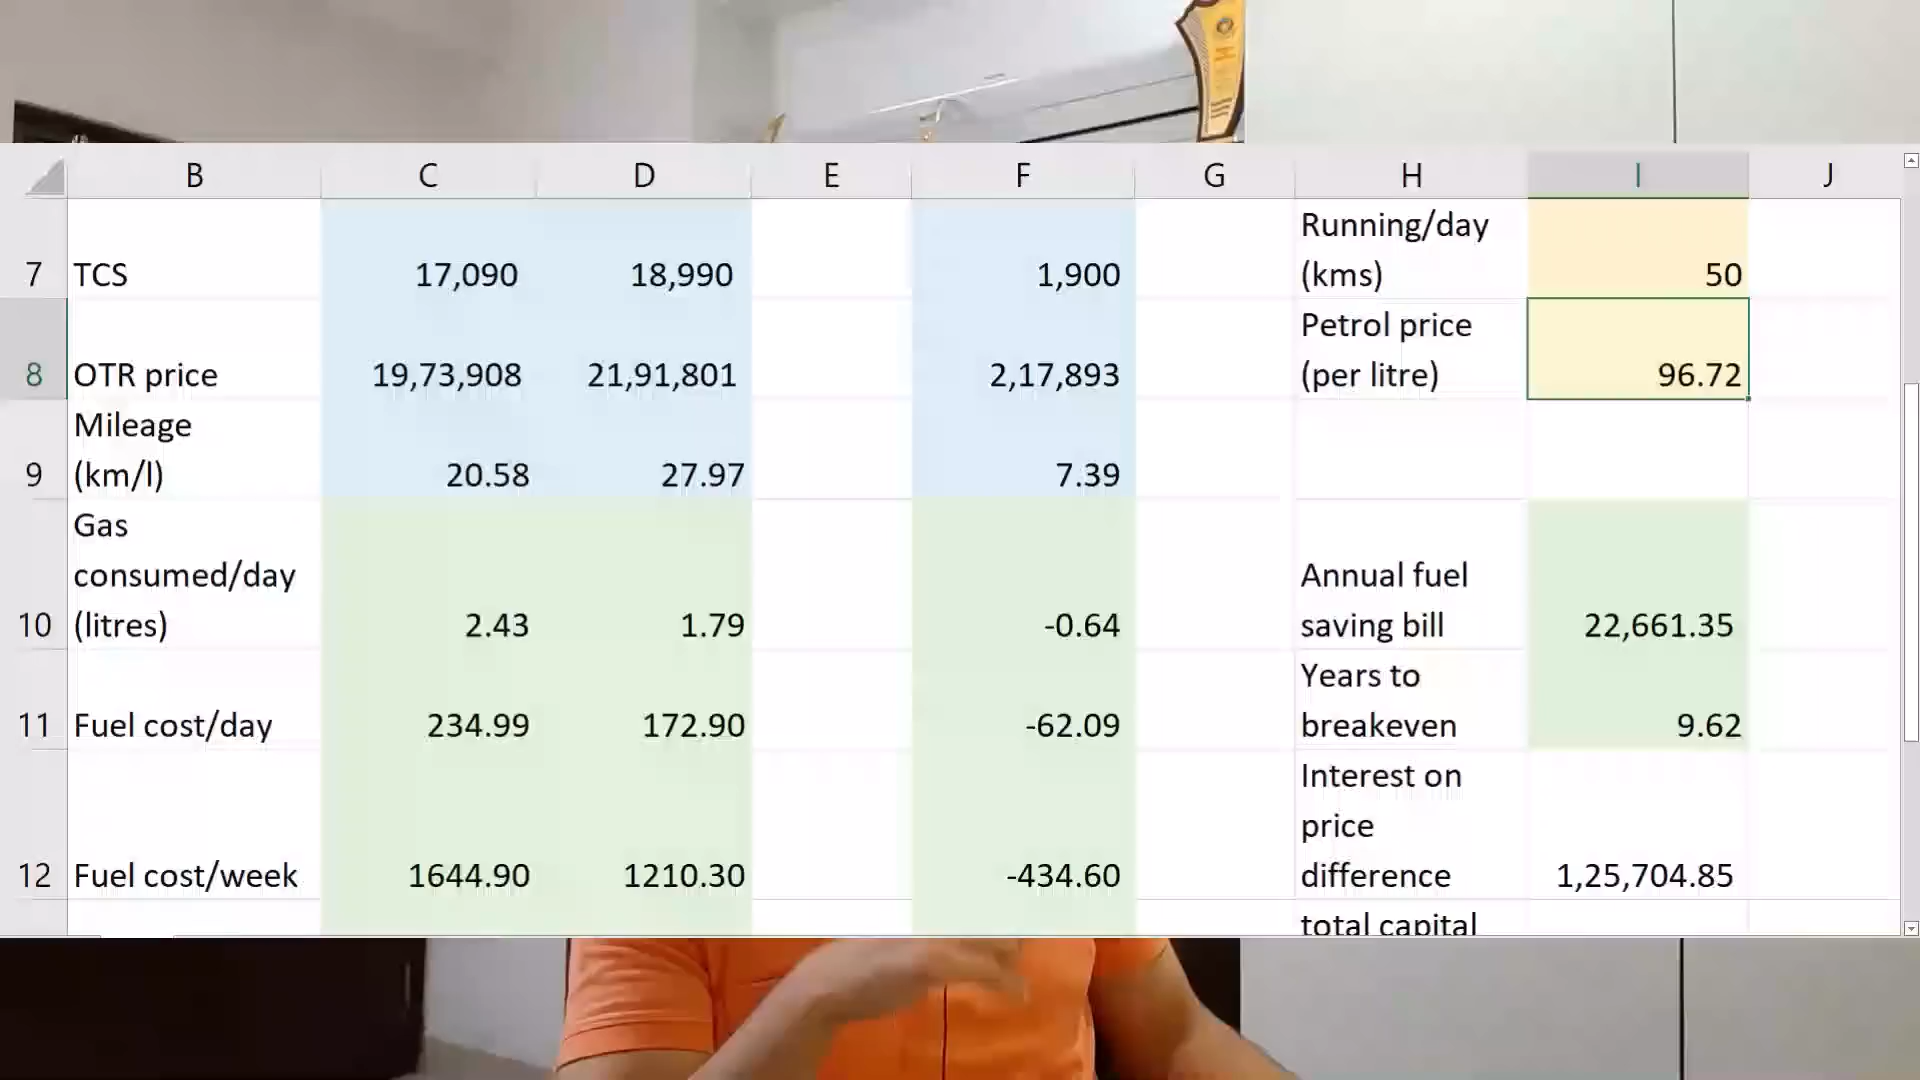 B C D E F G H I J
Running/day
7 TCS 17,090 18,990 1,900 (kms) 50
Petrol price
8 OTR price 19,73,908 21,91,801 2,17,893 (per litre) 96.72
Mileage
9 (km/l) 20.58 27.97 7.39
Gas
consumed/day Annual fuel
10 (litres) 2.43 1.79 -0.64 saving bill 22,661.35
Years to
11 Fuel cost/day 234.99 172.90 -62.09 breakeven 9.62
Interest on
price
12 Fuel cost/week 1644.90 1210.30 -434.60 difference 1,25,704.85
total capital